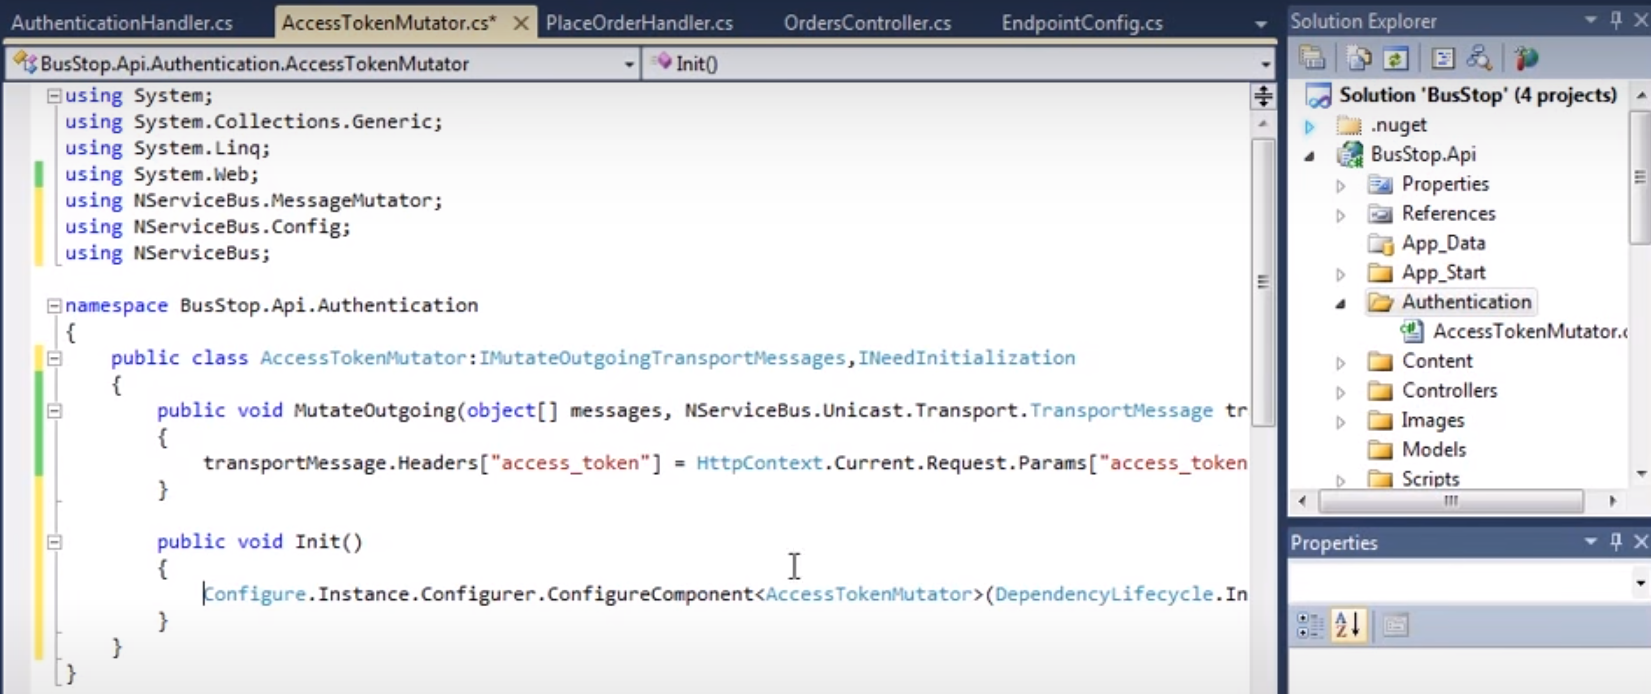 AuthenticationHandler.cs
AccessTokenMutator.cs*
PlaceOrderHandler.cs
OrdersController.cs
EndpointConfig.cs
BusStop.Api.Authentication.AccessTokenMutator
Init()
using System;
using System.Collections.Generic;
using System.Linq;
using System.Web;
using NServiceBus.MessageMutator;
using NServiceBus.Config;
using NServiceBus;
namespace BusStop.Api.Authentication
{
public class AccessTokenMutator:IMutateOutgoingTransportMessages,INeedInitialization
{
public void MutateOutgoing(object[] messages, NServiceBus.Unicast.Transport.TransportMessage tr
{
transportMessage.Headers["access_token"] = HttpContext.Current.Request.Params["access_token
}
public void Init()
{
Configure.Instance.Configurer.ConfigureComponent<AccessTokenMutator>(DependencyLifecycle.In
}
}
}
Solution Explorer
Solution 'BusStop' (4 projects)
.nuget
BusStop.Api
Properties
References
App_Data
App_Start
Authentication
AccessTokenMutator.c
Content
Controllers
Images
Models
Scripts
Properties